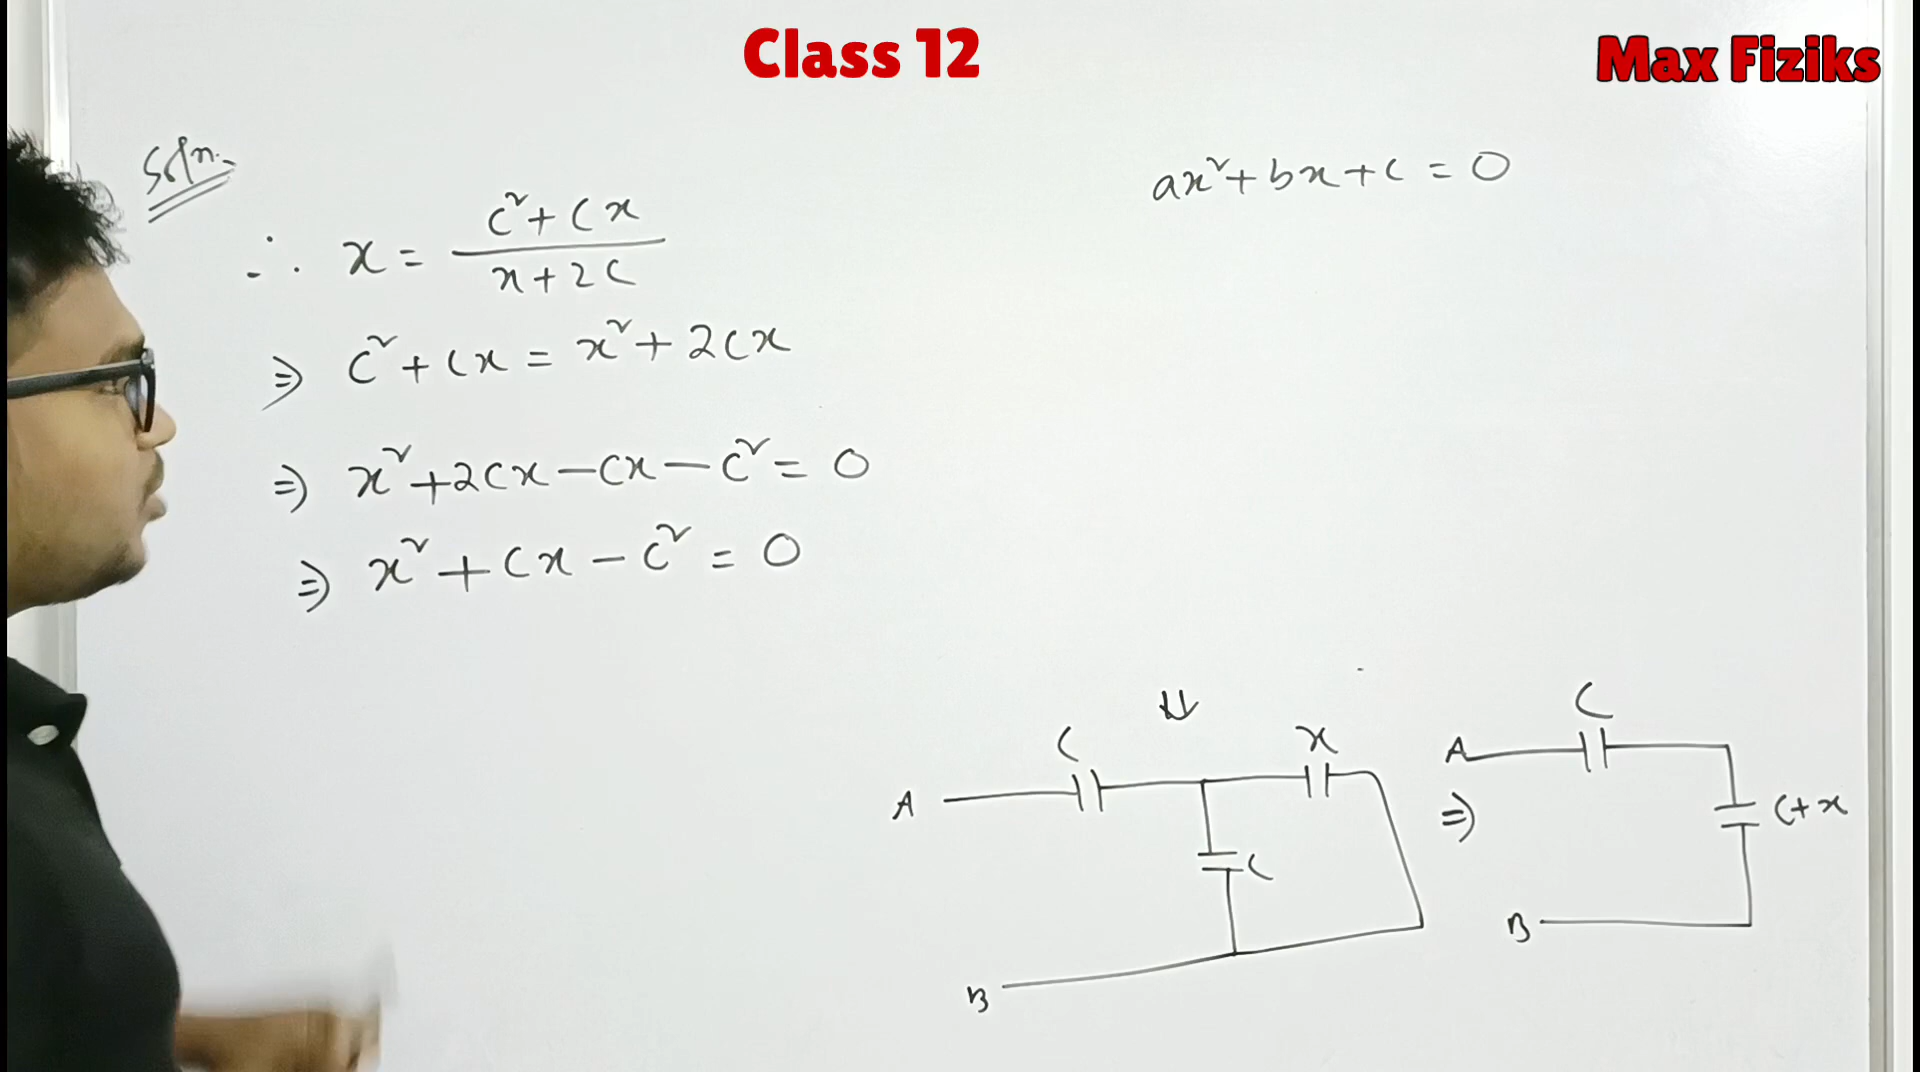 Class 12
Max Fiziks
Soln.
ax²+bx+c = 0
∴ x = (C²+Cx)/(x+2C)
⇒ C²+Cx = x²+2Cx
⇒ x²+2Cx-Cx-C² = 0
⇒ x²+Cx-C² = 0
⇓
C
x
A
C
B
⇒
C
A
C+x
B